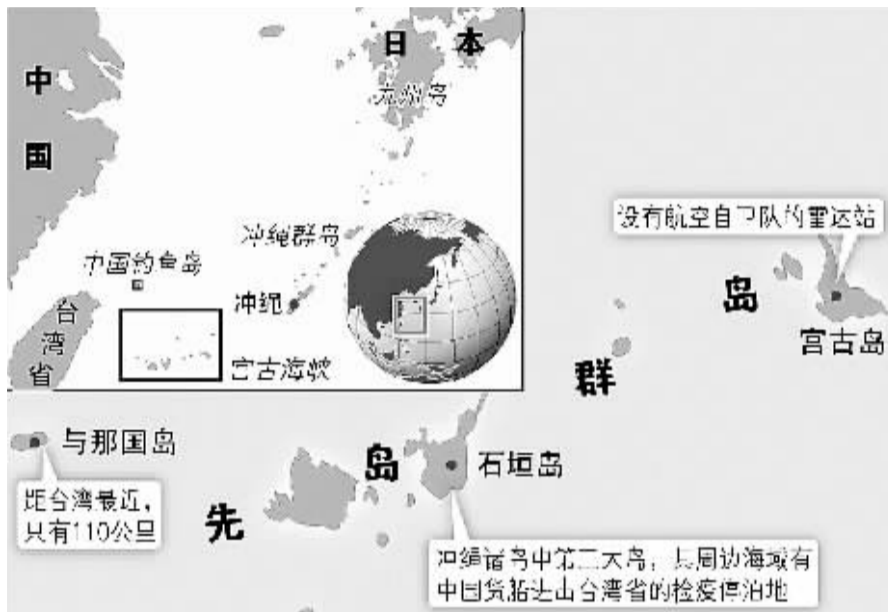 中国
日本
九州岛
冲绳群岛
中国钓鱼岛
冲绳
台湾省
宫古海峡
没有航空自卫队的雷达站
宫古岛
先岛群岛
与那国岛
距台湾最近，
只有110公里
石垣岛
冲绳诸岛中第三大岛，其周边海域有
中国货船进出台湾省的检疫停泊地